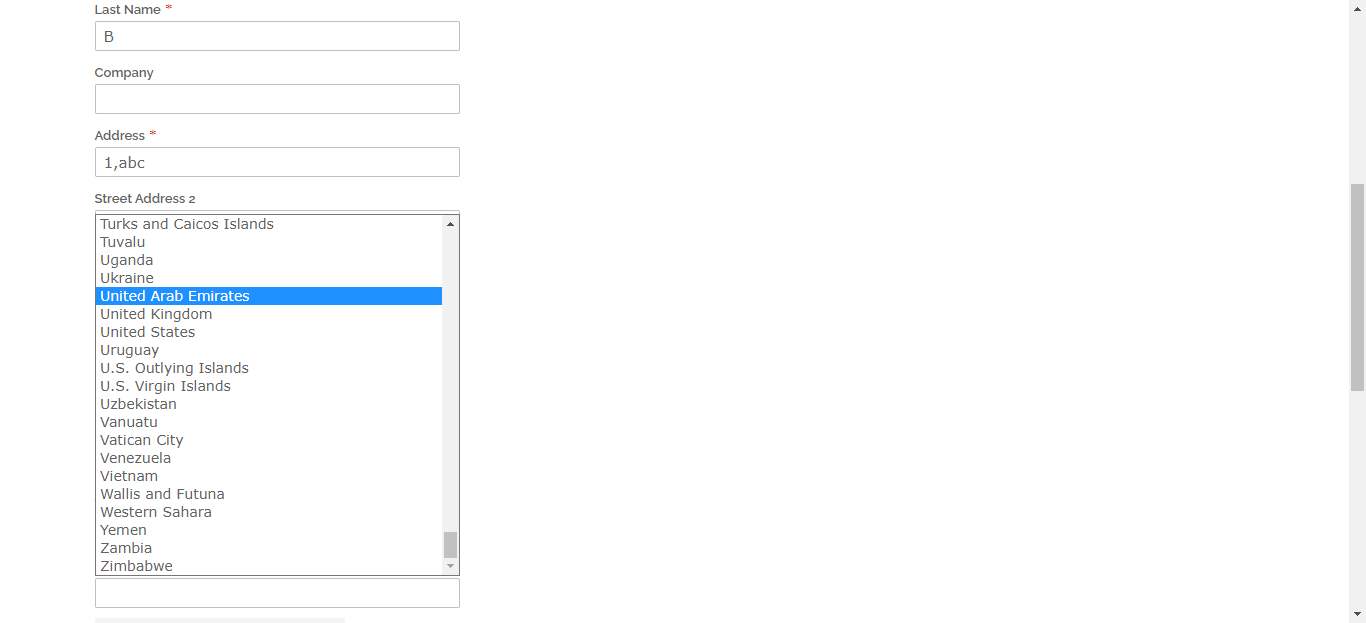 Last Name *
B
Company
Address *
1,abc
Street Address 2
Turks and Caicos Islands
Tuvalu
Uganda
Ukraine
United Arab Emirates
United Kingdom
United States
Uruguay
U.S. Outlying Islands
U.S. Virgin Islands
Uzbekistan
Vanuatu
Vatican City
Venezuela
Vietnam
Wallis and Futuna
Western Sahara
Yemen
Zambia
Zimbabwe